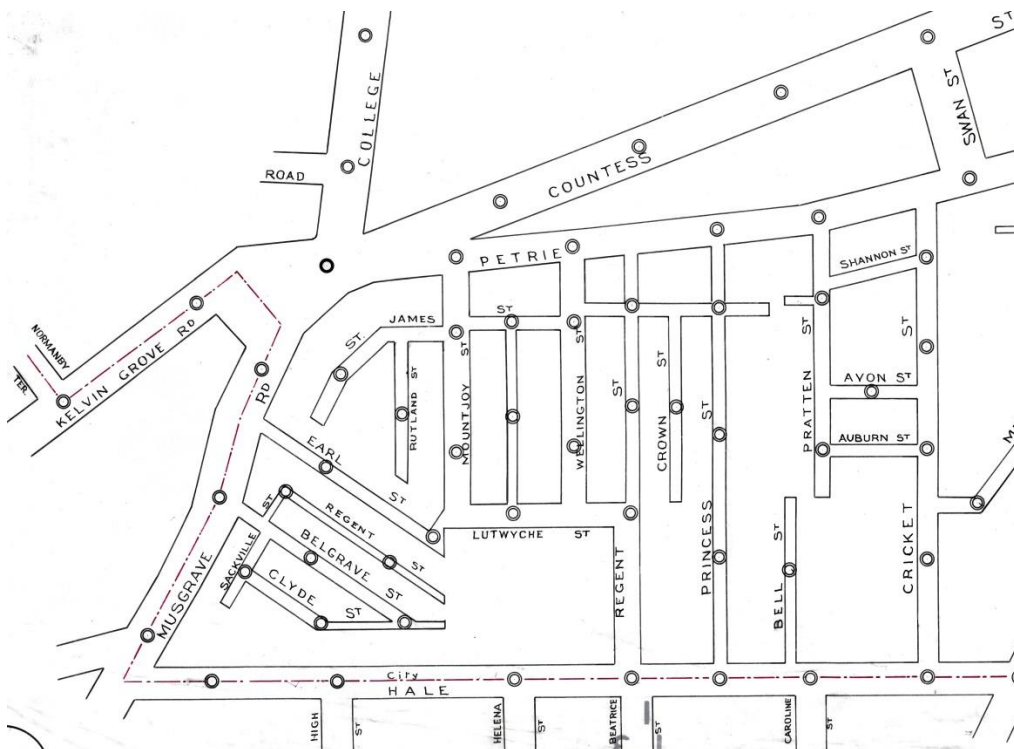 ST
SWAN ST
COLLEGE
COUNTESS
ROAD
PETRIE
SHANNON ST
NORMANBY
TER.
KELVIN GROVE RD
JAMES
ST.
ST
RUTLAND ST
MOUNTJOY ST
WELLINGTON ST
ST
CROWN ST
PRINCESS ST
PRATTEN ST
AVON ST
AUBURN ST
CRICKET ST
RD
MUSGRAVE
EARL ST
REGENT ST
BELGRAVE ST
SACKVILLE ST
CLYDE ST
LUTWYCHE ST
REGENT
BELL ST
City
HALE
HIGH ST
HELENA ST
BEATRICE ST
CAROLINE ST